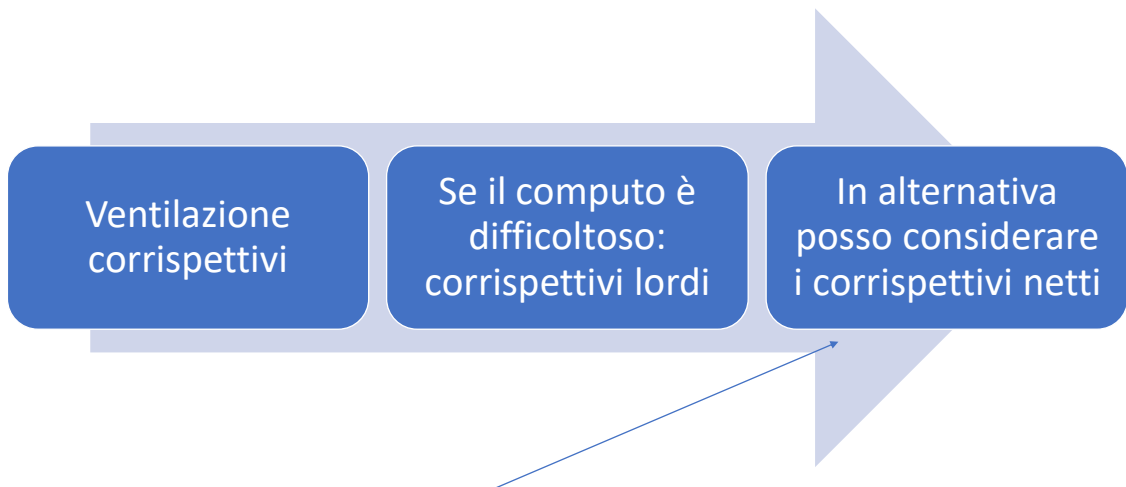 Ventilazione
corrispettivi
Se il computo è
difficoltoso:
corrispettivi lordi
In alternativa
posso considerare
i corrispettivi netti